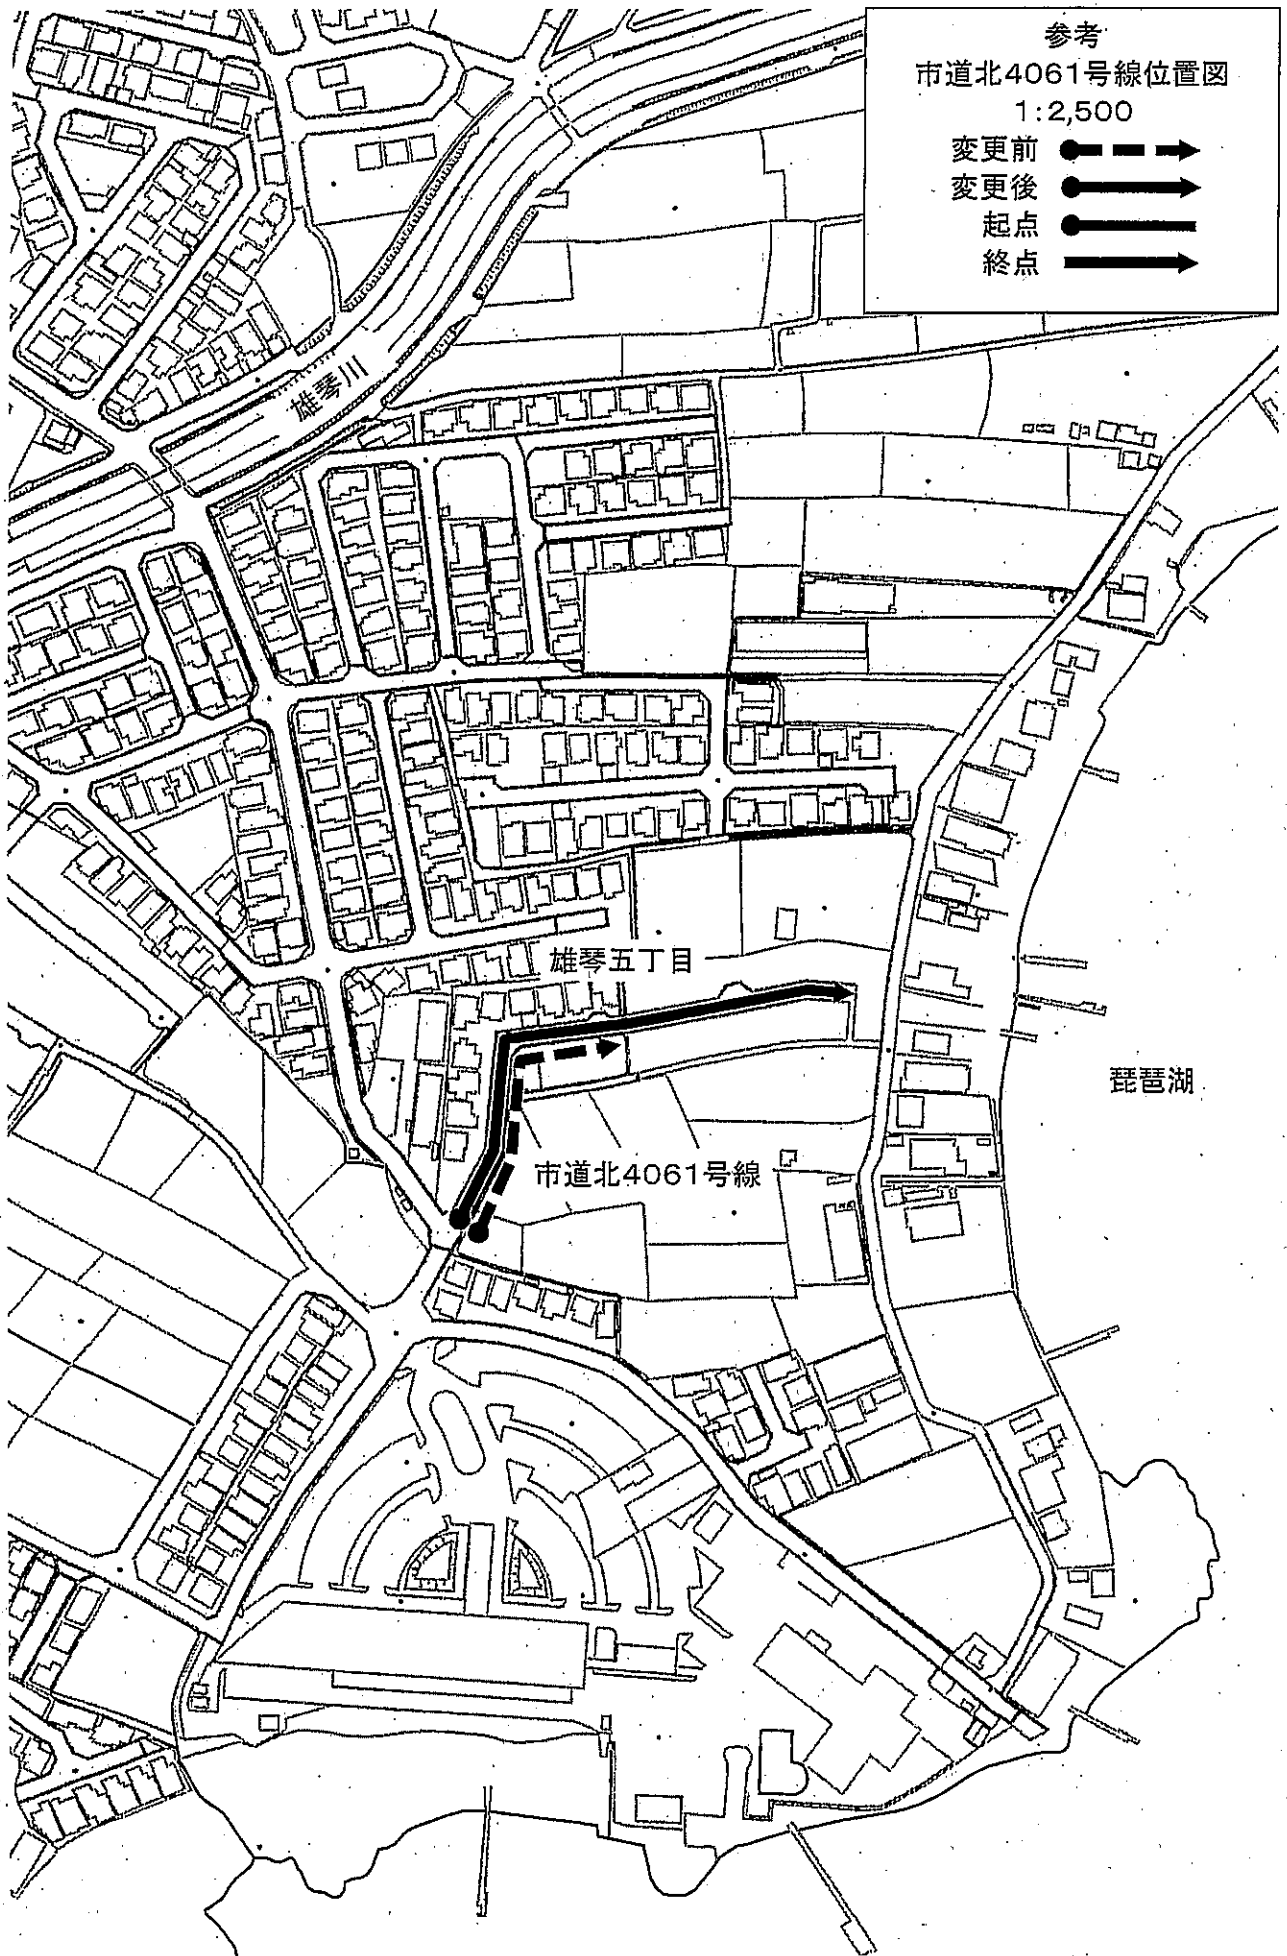 参考
市道北4061号線位置図
1:2,500
変更前
変更後
起点
終点
雄琴川
雄琴五丁目
琵琶湖
市道北4061号線